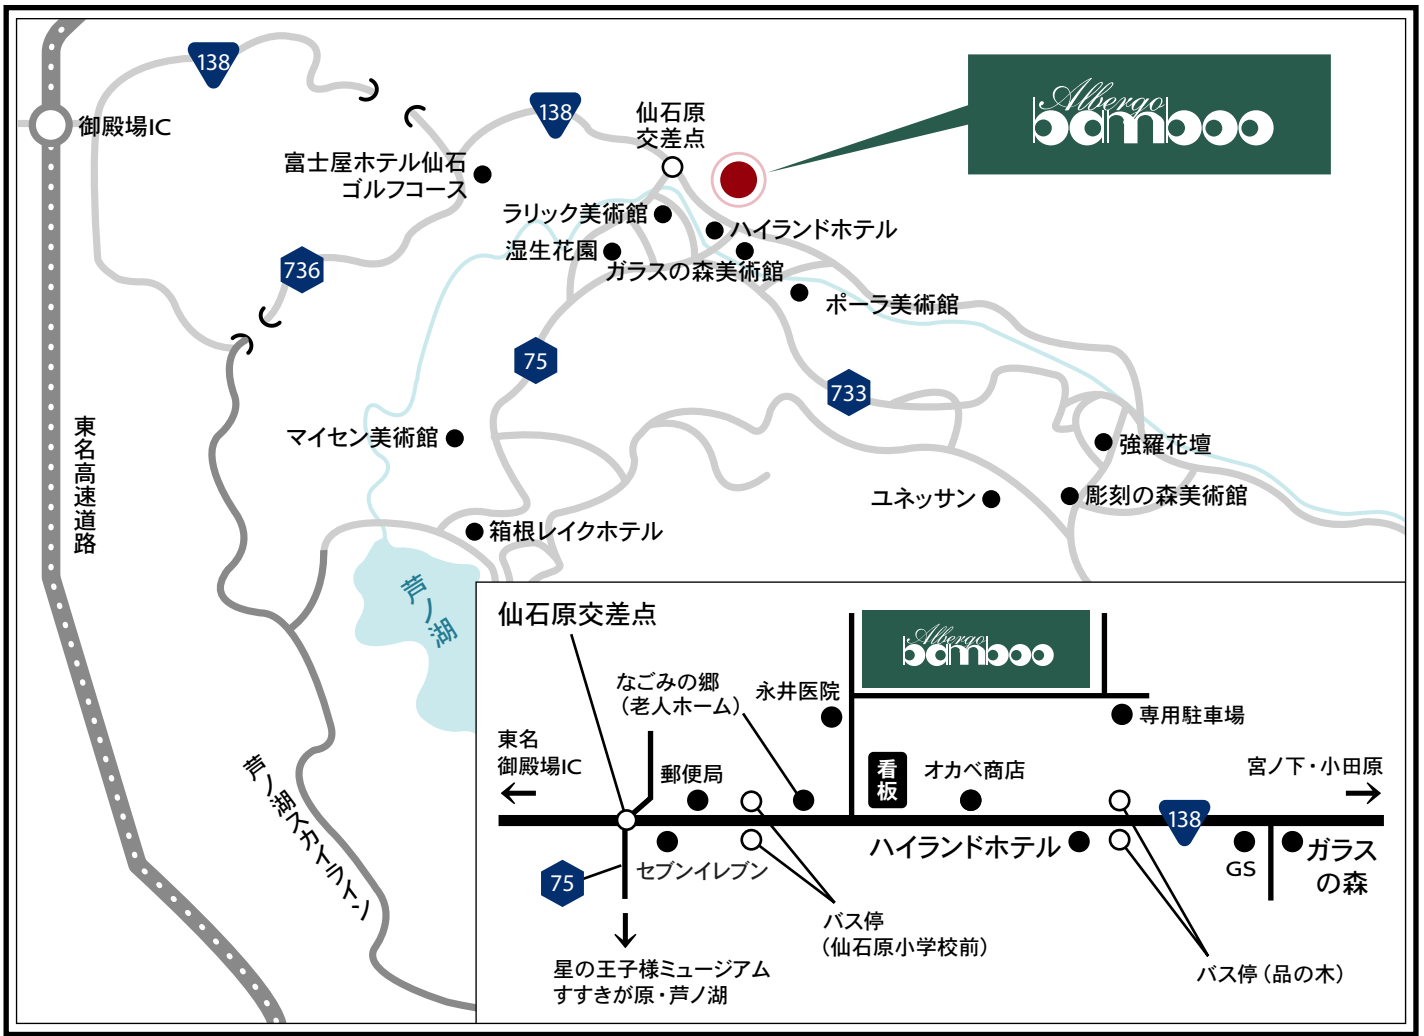 138
138
御殿場IC
仙石原
交差点
Albergo
bamboo
富士屋ホテル仙石
ゴルフコース
ラリック美術館
ハイランドホテル
湿生花園
ガラスの森美術館
736
ポーラ美術館
75
733
東名高速道路
マイセン美術館
強羅花壇
ユネッサン
彫刻の森美術館
箱根レイクホテル
芦ノ湖
芦ノ湖スカイライン
仙石原交差点
Albergo
bamboo
なごみの郷
（老人ホーム）
永井医院
専用駐車場
東名
御殿場IC
郵便局
看板
オカベ商店
宮ノ下・小田原
138
セブンイレブン
ハイランドホテル
GS
ガラス
の森
75
バス停
（仙石原小学校前）
バス停（品の木）
星の王子様ミュージアム
すすきが原・芦ノ湖